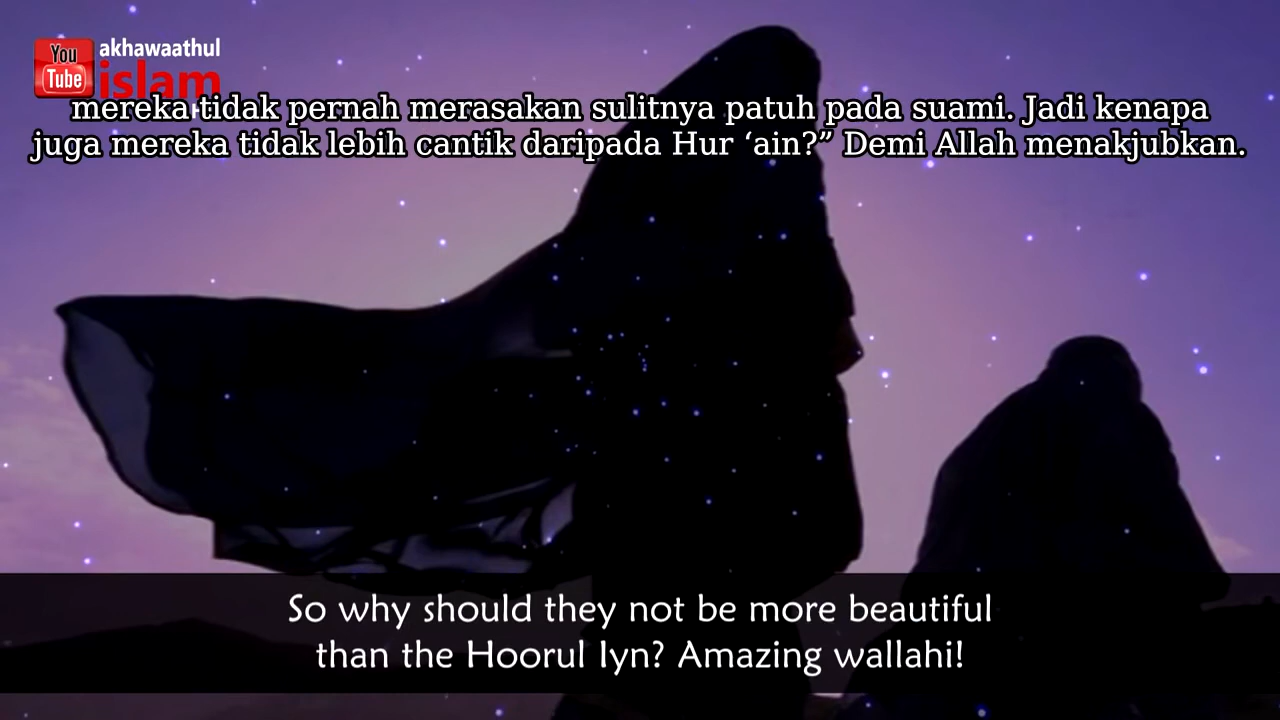 You
Tube
akhawaathul
islam
mereka tidak pernah merasakan sulitnya patuh pada suami. Jadi kenapa
juga mereka tidak lebih cantik daripada Hur ‘ain?” Demi Allah menakjubkan.
So why should they not be more beautiful
than the Hoorul Iyn? Amazing wallahi!